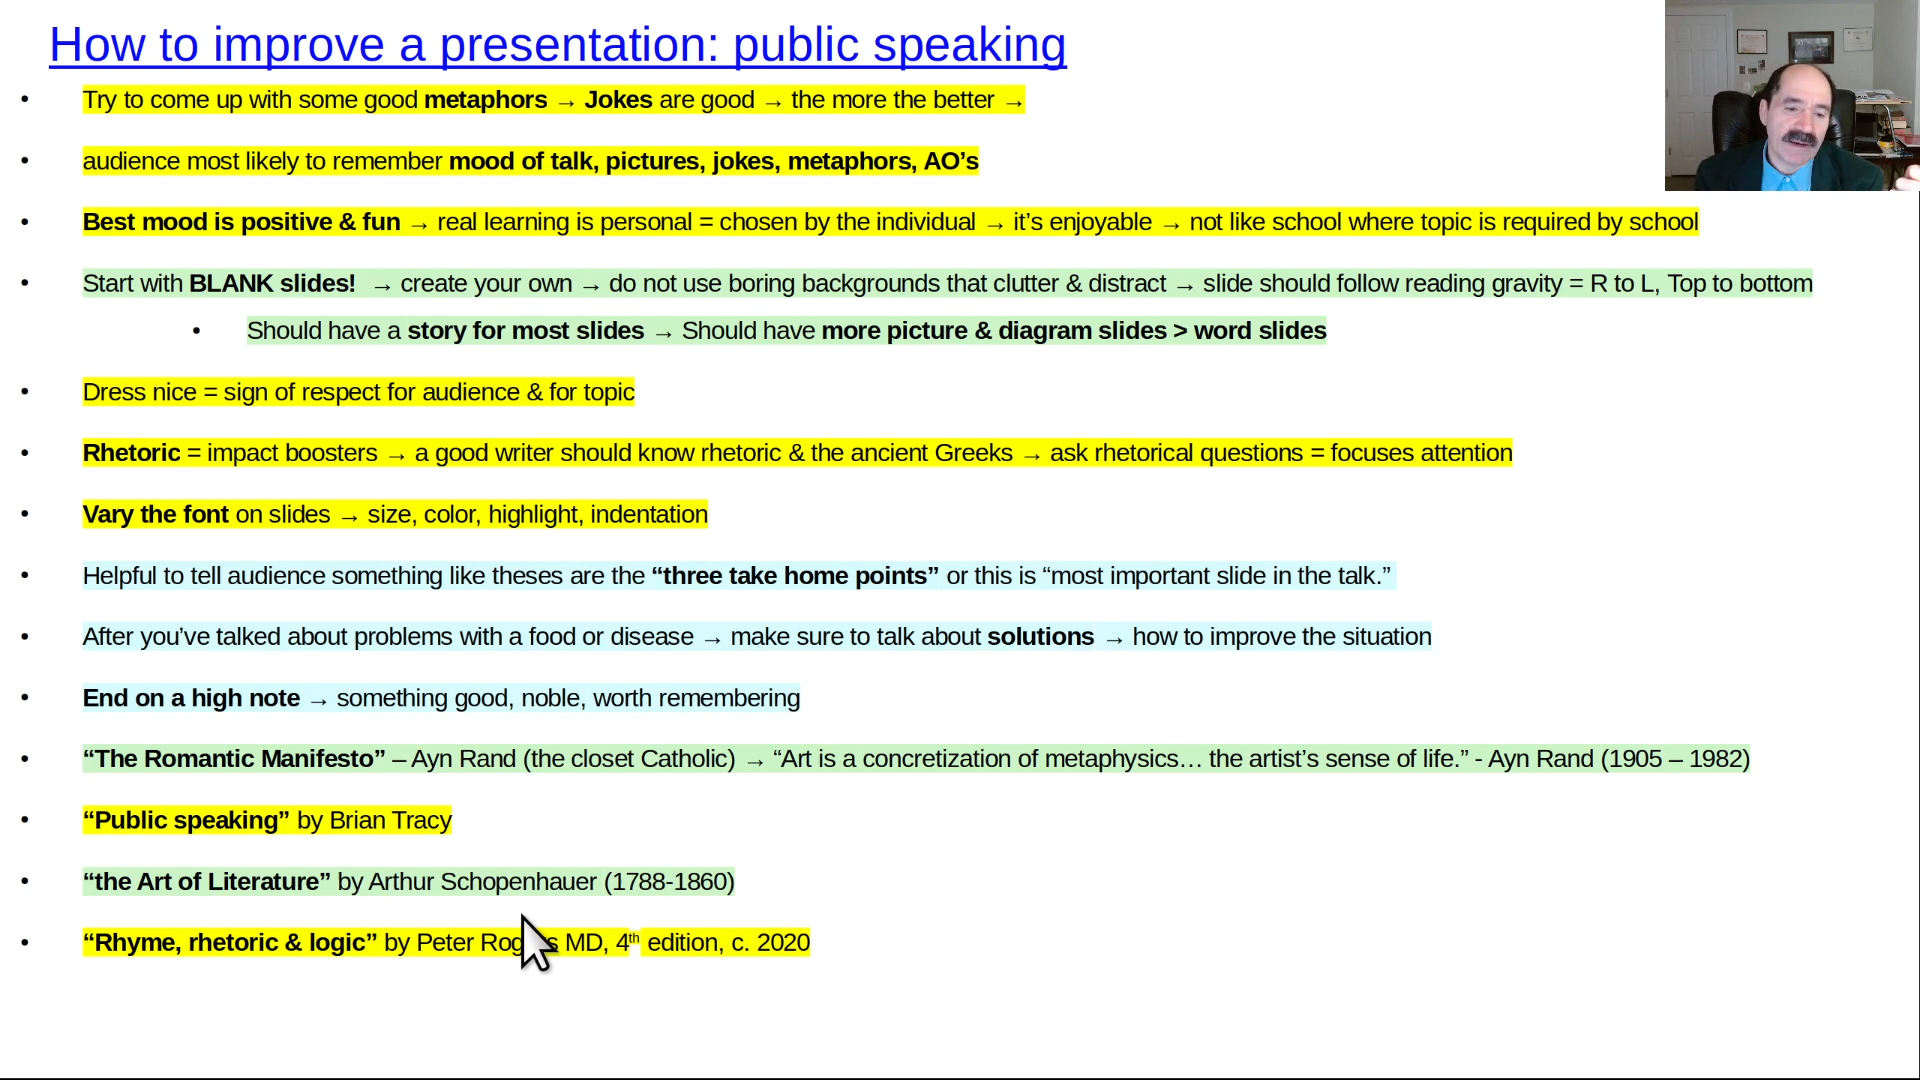 How to improve a presentation: public speaking
• Try to come up with some good metaphors → Jokes are good → the more the better →
• audience most likely to remember mood of talk, pictures, jokes, metaphors, AO’s
• Best mood is positive & fun → real learning is personal = chosen by the individual → it’s enjoyable → not like school where topic is required by school
• Start with BLANK slides! → create your own → do not use boring backgrounds that clutter & distract → slide should follow reading gravity = R to L, Top to bottom
• Should have a story for most slides → Should have more picture & diagram slides > word slides
• Dress nice = sign of respect for audience & for topic
• Rhetoric = impact boosters → a good writer should know rhetoric & the ancient Greeks → ask rhetorical questions = focuses attention
• Vary the font on slides → size, color, highlight, indentation
• Helpful to tell audience something like theses are the “three take home points” or this is “most important slide in the talk.”
• After you’ve talked about problems with a food or disease → make sure to talk about solutions → how to improve the situation
• End on a high note → something good, noble, worth remembering
• “The Romantic Manifesto” – Ayn Rand (the closet Catholic) → “Art is a concretization of metaphysics… the artist’s sense of life.” - Ayn Rand (1905 – 1982)
• “Public speaking” by Brian Tracy
• “the Art of Literature” by Arthur Schopenhauer (1788-1860)
• “Rhyme, rhetoric & logic” by Peter MD, 4th edition, c. 2020